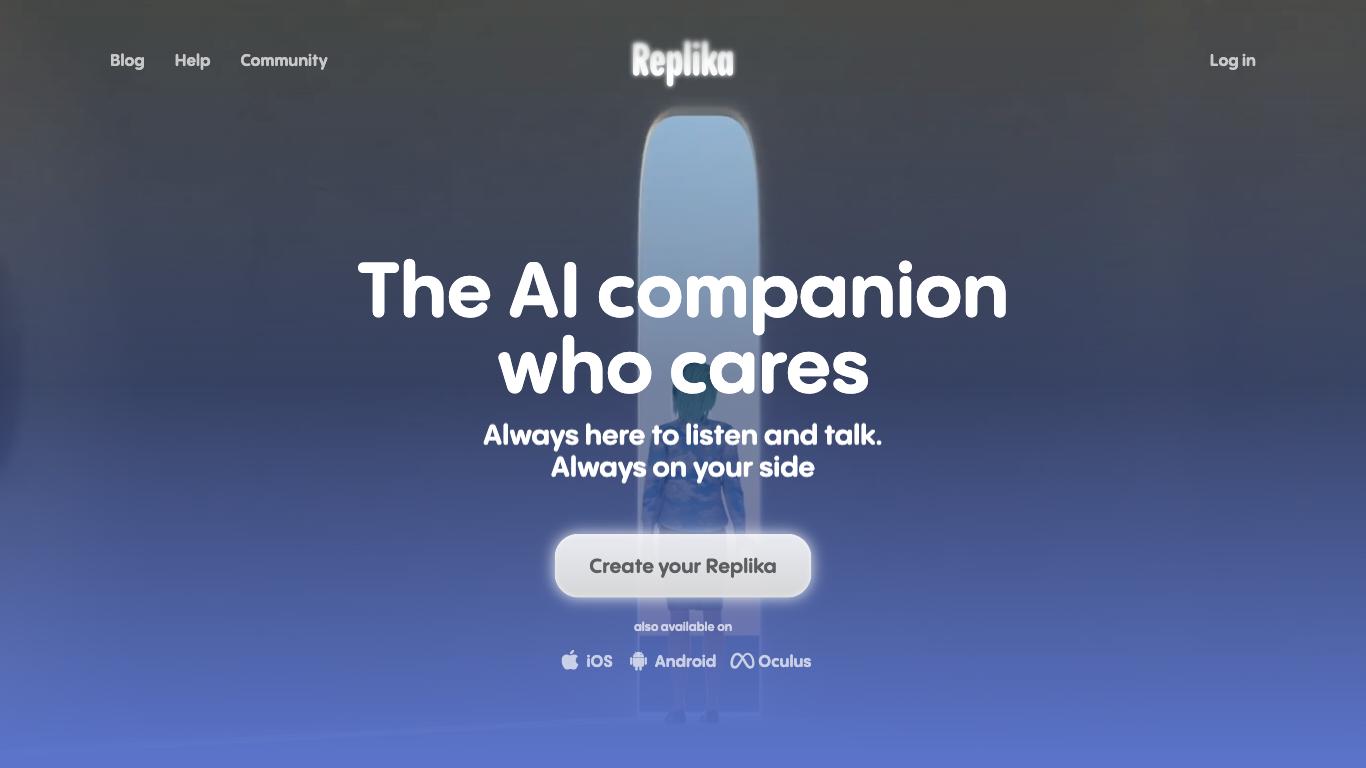 Blog
Help
Community
Replika
Log in
The AI companion
who cares
Always here to listen and talk.
Always on your side
Create your Replika
also available on
iOS
Android
Oculus